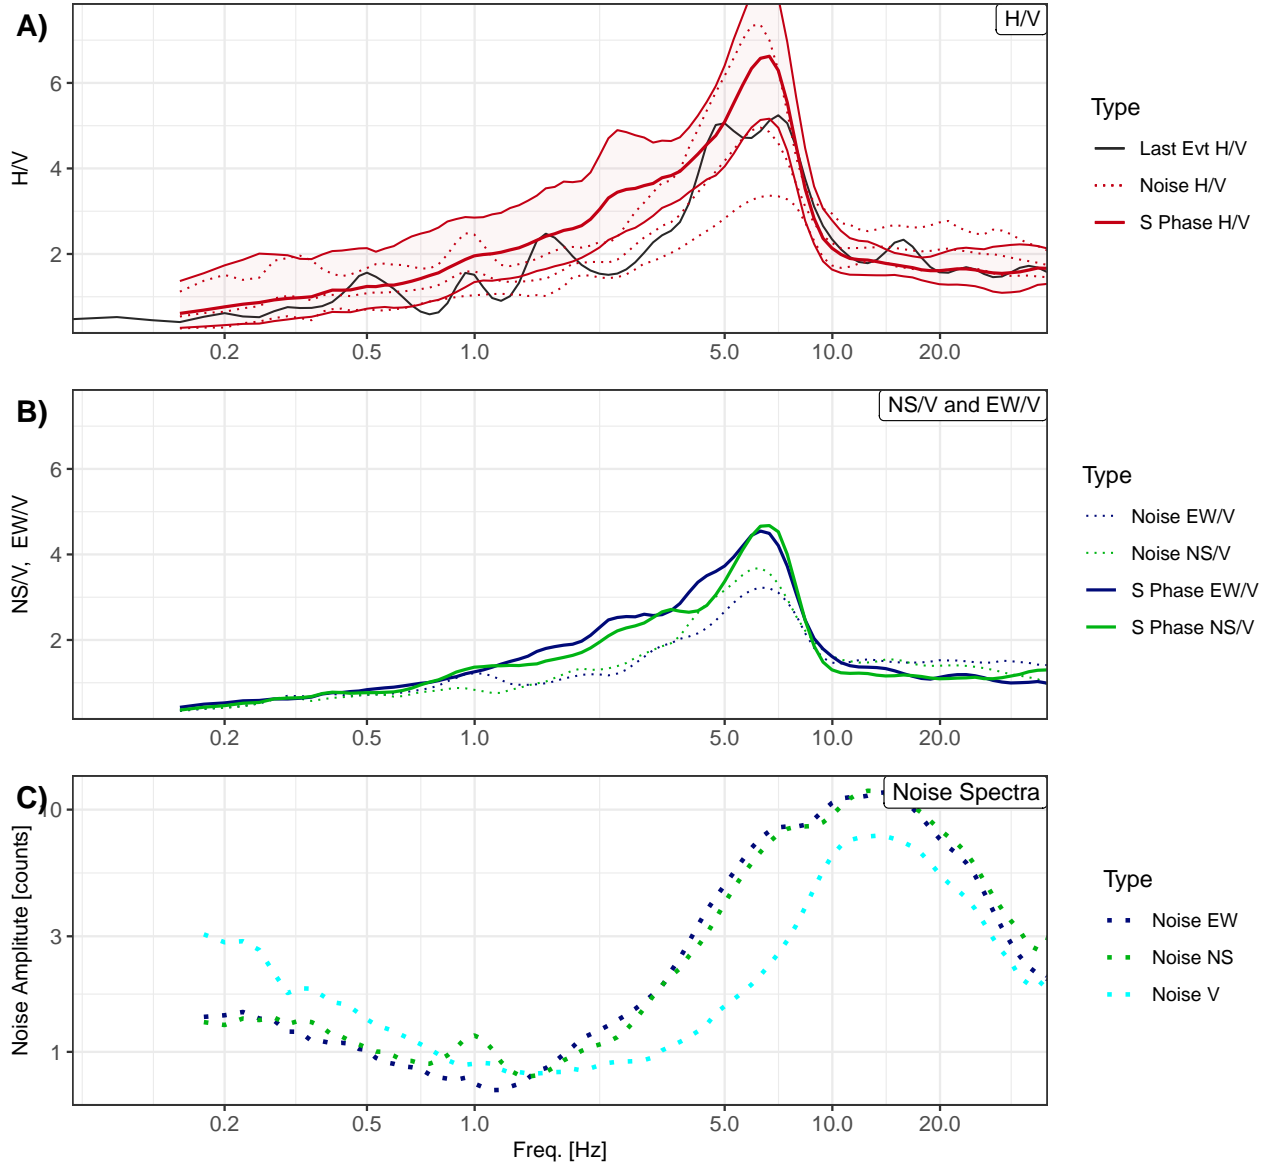 A)
H/V
H/V
6
4
2
0.2 0.5 1.0 5.0 10.0 20.0
Type
Last Evt H/V
Noise H/V
S Phase H/V
B)
NS/V and EW/V
NS/V, EW/V
6
4
2
0.2 0.5 1.0 5.0 10.0 20.0
Type
Noise EW/V
Noise NS/V
S Phase EW/V
S Phase NS/V
C)
Noise Spectra
Noise Amplitude [counts]
0
3
1
0.2 0.5 1.0 5.0 10.0 20.0
Freq. [Hz]
Type
Noise EW
Noise NS
Noise V